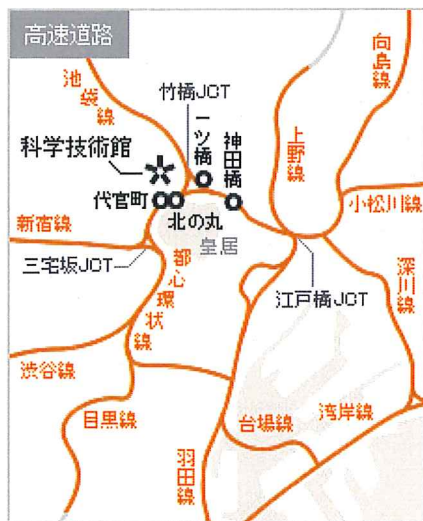 高速道路
池袋線
向島線
竹橋JCT
一ツ橋
神田橋
上野線
科学技術館
代官町
北の丸
小松川線
新宿線
皇居
三宅坂JCT
都心環状線
江戸橋JCT
深川線
渋谷線
目黒線
羽田線
台場線
湾岸線